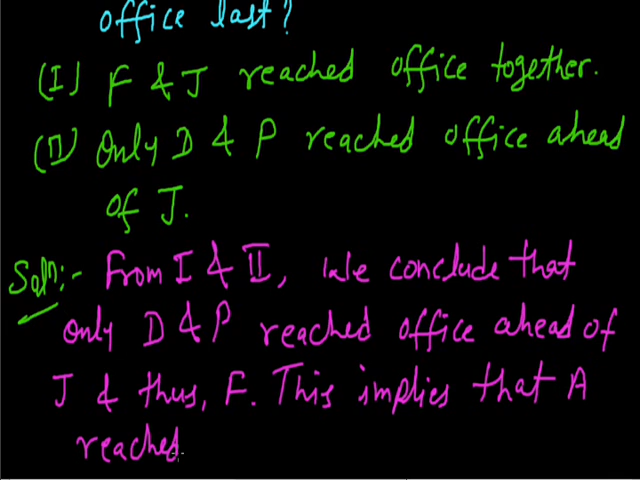 office last?
(I) F & J reached office together.
(II) Only D & P reached office ahead
of J.
Soln:- From I & II, we conclude that
only D & P reached office ahead of
J & thus, F. This implies that A
reached